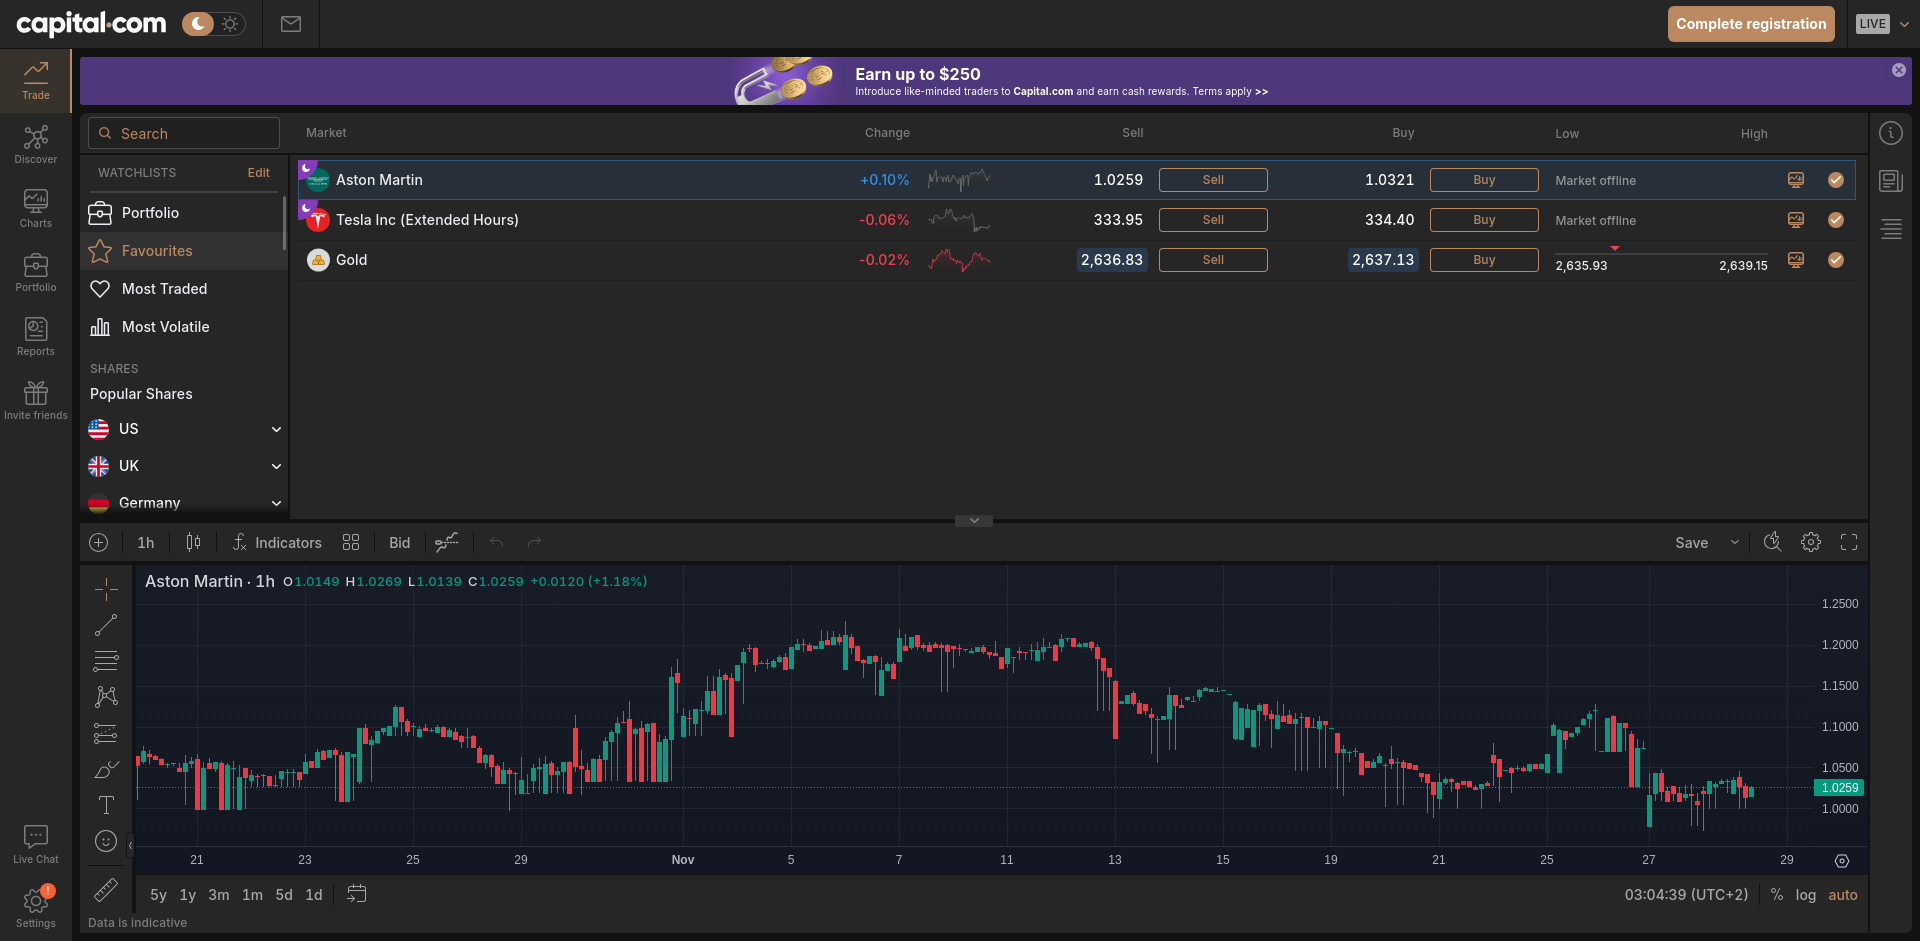 capital.com
Complete registration
LIVE
Earn up to $250
Introduce like-minded traders to Capital.com and earn cash rewards. Terms apply >>
Trade
Discover
Charts
Portfolio
Reports
Invite friends
Live Chat
!
Settings
Search
WATCHLISTS Edit
Portfolio
Favourites
Most Traded
Most Volatile
SHARES
Popular Shares
US
UK
Germany
Market Change Sell Buy Low High
Aston Martin +0.10% 1.0259 Sell 1.0321 Buy Market offline
Tesla Inc (Extended Hours) -0.06% 333.95 Sell 334.40 Buy Market offline
Gold -0.02% 2,636.83 Sell 2,637.13 Buy 2,635.93 2,639.15
1h Indicators Bid Save
Aston Martin · 1h O1.0149 H1.0269 L1.0139 C1.0259 +0.0120 (+1.18%)
1.2500
1.2000
1.1500
1.1000
1.0500
1.0259
1.0000
21 23 25 29 Nov 5 7 11 13 15 19 21 25 27 29
5y 1y 3m 1m 5d 1d 03:04:39 (UTC+2) % log auto
Data is indicative